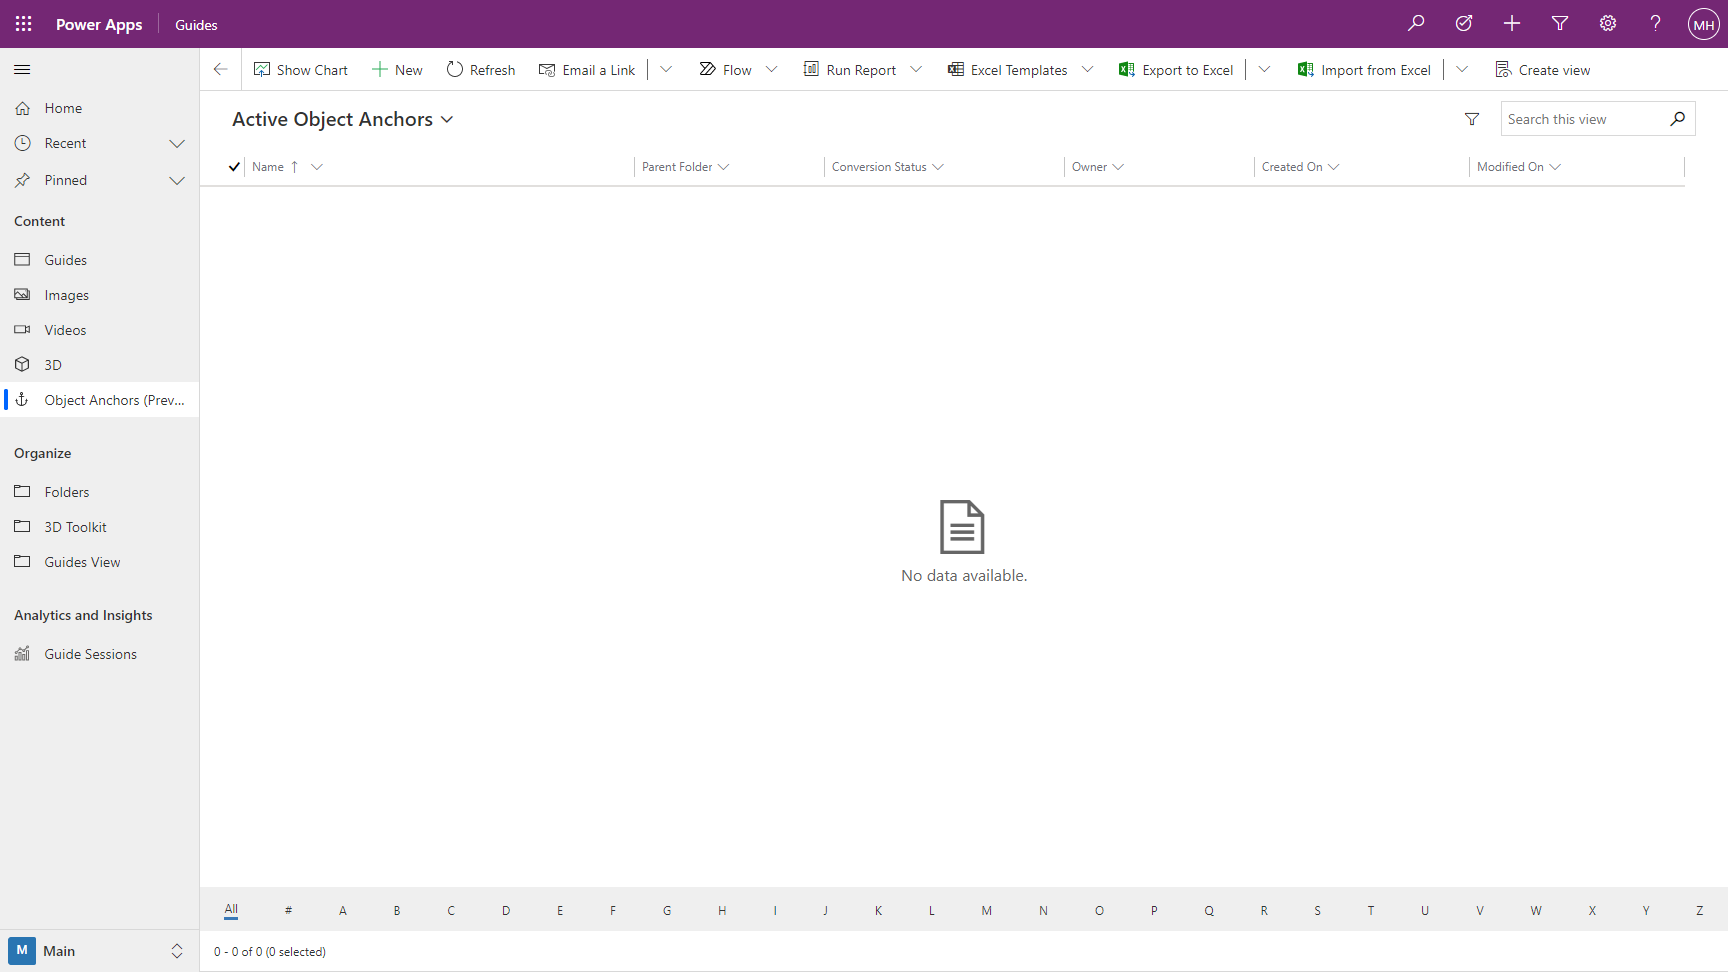 Power Apps
Guides
MH
Show Chart
New
Refresh
Email a Link
Flow
Run Report
Excel Templates
Export to Excel
Import from Excel
Create view
Home
Recent
Pinned
Content
Guides
Images
Videos
3D
Object Anchors (Prev...
Organize
Folders
3D Toolkit
Guides View
Analytics and Insights
Guide Sessions
M Main
Active Object Anchors
Search this view
Name
Parent Folder
Conversion Status
Owner
Created On
Modified On
No data available.
All # A B C D E F G H I J K L M N O P Q R S T U V W X Y Z
0 - 0 of 0 (0 selected)